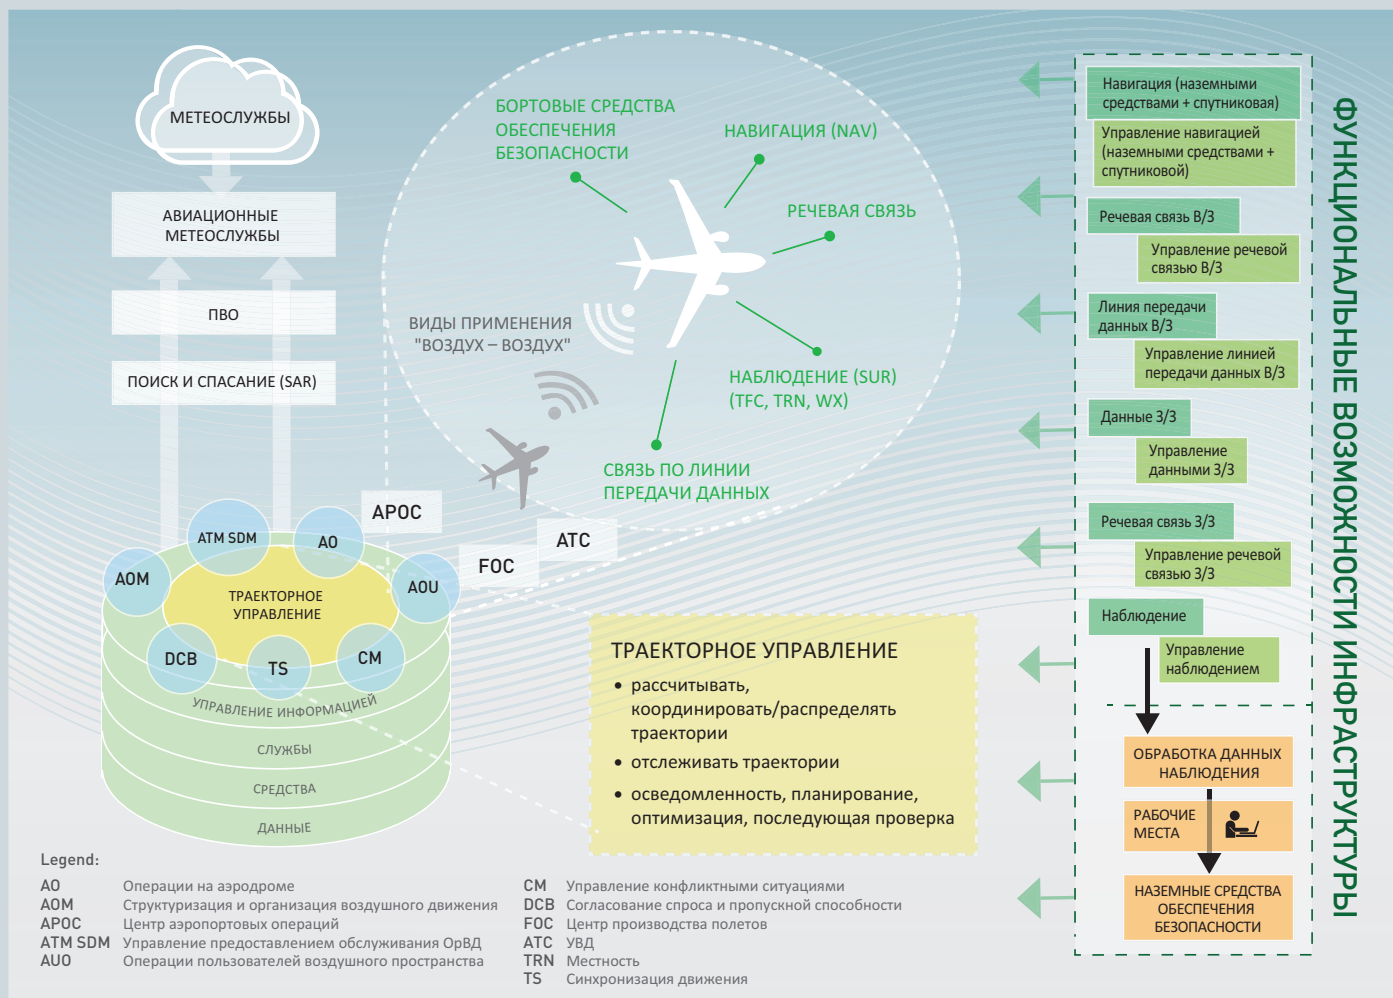 МЕТЕОСЛУЖБЫ
АВИАЦИОННЫЕ
МЕТЕОСЛУЖБЫ
ПВО
ПОИСК И СПАСАНИЕ (SAR)
БОРТОВЫЕ СРЕДСТВА
ОБЕСПЕЧЕНИЯ
БЕЗОПАСНОСТИ
НАВИГАЦИЯ (NAV)
РЕЧЕВАЯ СВЯЗЬ
ВИДЫ ПРИМЕНЕНИЯ
"ВОЗДУХ – ВОЗДУХ"
НАБЛЮДЕНИЕ (SUR)
(TFC, TRN, WX)
СВЯЗЬ ПО ЛИНИИ
ПЕРЕДАЧИ ДАННЫХ
APOC
ATC
FOC
ATM SDM
AO
AOM
AOU
ТРАЕКТОРНОЕ
УПРАВЛЕНИЕ
DCB
TS
CM
УПРАВЛЕНИЕ ИНФОРМАЦИЕЙ
СЛУЖБЫ
СРЕДСТВА
ДАННЫЕ
ТРАЕКТОРНОЕ УПРАВЛЕНИЕ
• рассчитывать,
координировать/распределять
траектории
• отслеживать траектории
• осведомленность, планирование,
оптимизация, последующая проверка
Навигация (наземными
средствами + спутниковая)
Управление навигацией
(наземными средствами +
спутниковой)
Речевая связь В/З
Управление речевой
связью В/З
Линия передачи
данных В/З
Управление линией
передачи данных В/З
Данные З/З
Управление
данными З/З
Речевая связь З/З
Управление речевой
связью З/З
Наблюдение
Управление
наблюдением
ОБРАБОТКА ДАННЫХ
НАБЛЮДЕНИЯ
РАБОЧИЕ
МЕСТА
НАЗЕМНЫЕ СРЕДСТВА
ОБЕСПЕЧЕНИЯ
БЕЗОПАСНОСТИ
ФУНКЦИОНАЛЬНЫЕ ВОЗМОЖНОСТИ ИНФРАСТРУКТУРЫ
Legend:
AO Операции на аэродроме
AOM Структуризация и организация воздушного движения
APOC Центр аэропортовых операций
ATM SDM Управление предоставлением обслуживания ОрВД
AUO Операции пользователей воздушного пространства
CM Управление конфликтными ситуациями
DCB Согласование спроса и пропускной способности
FOC Центр производства полетов
ATC УВД
TRN Местность
TS Синхронизация движения